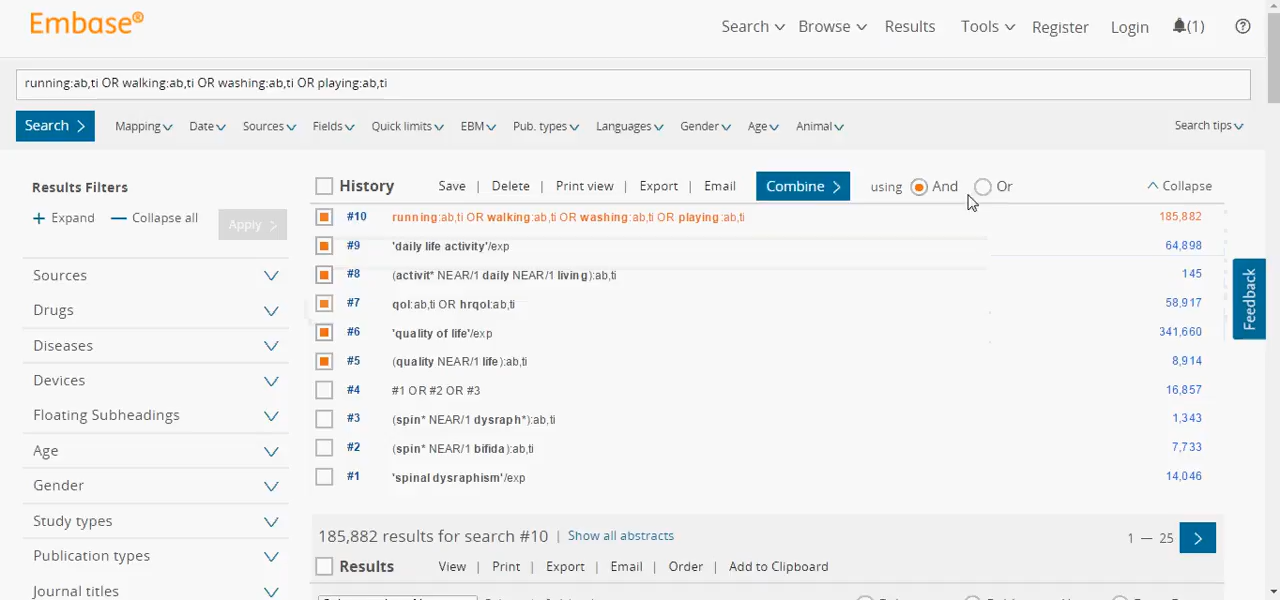 Embase®
Search Browse Results Tools Register Login (1)
running:ab,ti OR walking:ab,ti OR washing:ab,ti OR playing:ab,ti
Search Mapping Date Sources Fields Quick limits EBM Pub. types Languages Gender Age Animal Search tips
Results Filters
Expand Collapse all
Apply
Sources
Drugs
Diseases
Devices
Floating Subheadings
Age
Gender
Study types
Publication types
Journal titles
History Save | Delete | Print view | Export | Email Combine using And Or Collapse
#10 running:ab,ti OR walking:ab,ti OR washing:ab,ti OR playing:ab,ti 185,882
#9 'daily life activity'/exp 64,898
#8 (activit* NEAR/1 daily NEAR/1 living):ab,ti 145
#7 qol:ab,ti OR hrqol:ab,ti 58,917
#6 'quality of life'/exp 341,660
#5 (quality NEAR/1 life):ab,ti 8,914
#4 #1 OR #2 OR #3 16,857
#3 (spin* NEAR/1 dysraph*):ab,ti 1,343
#2 (spin* NEAR/1 bifida):ab,ti 7,733
#1 'spinal dysraphism'/exp 14,046
185,882 results for search #10 | Show all abstracts 1 — 25
Results View | Print | Export | Email | Order | Add to Clipboard
Feedback